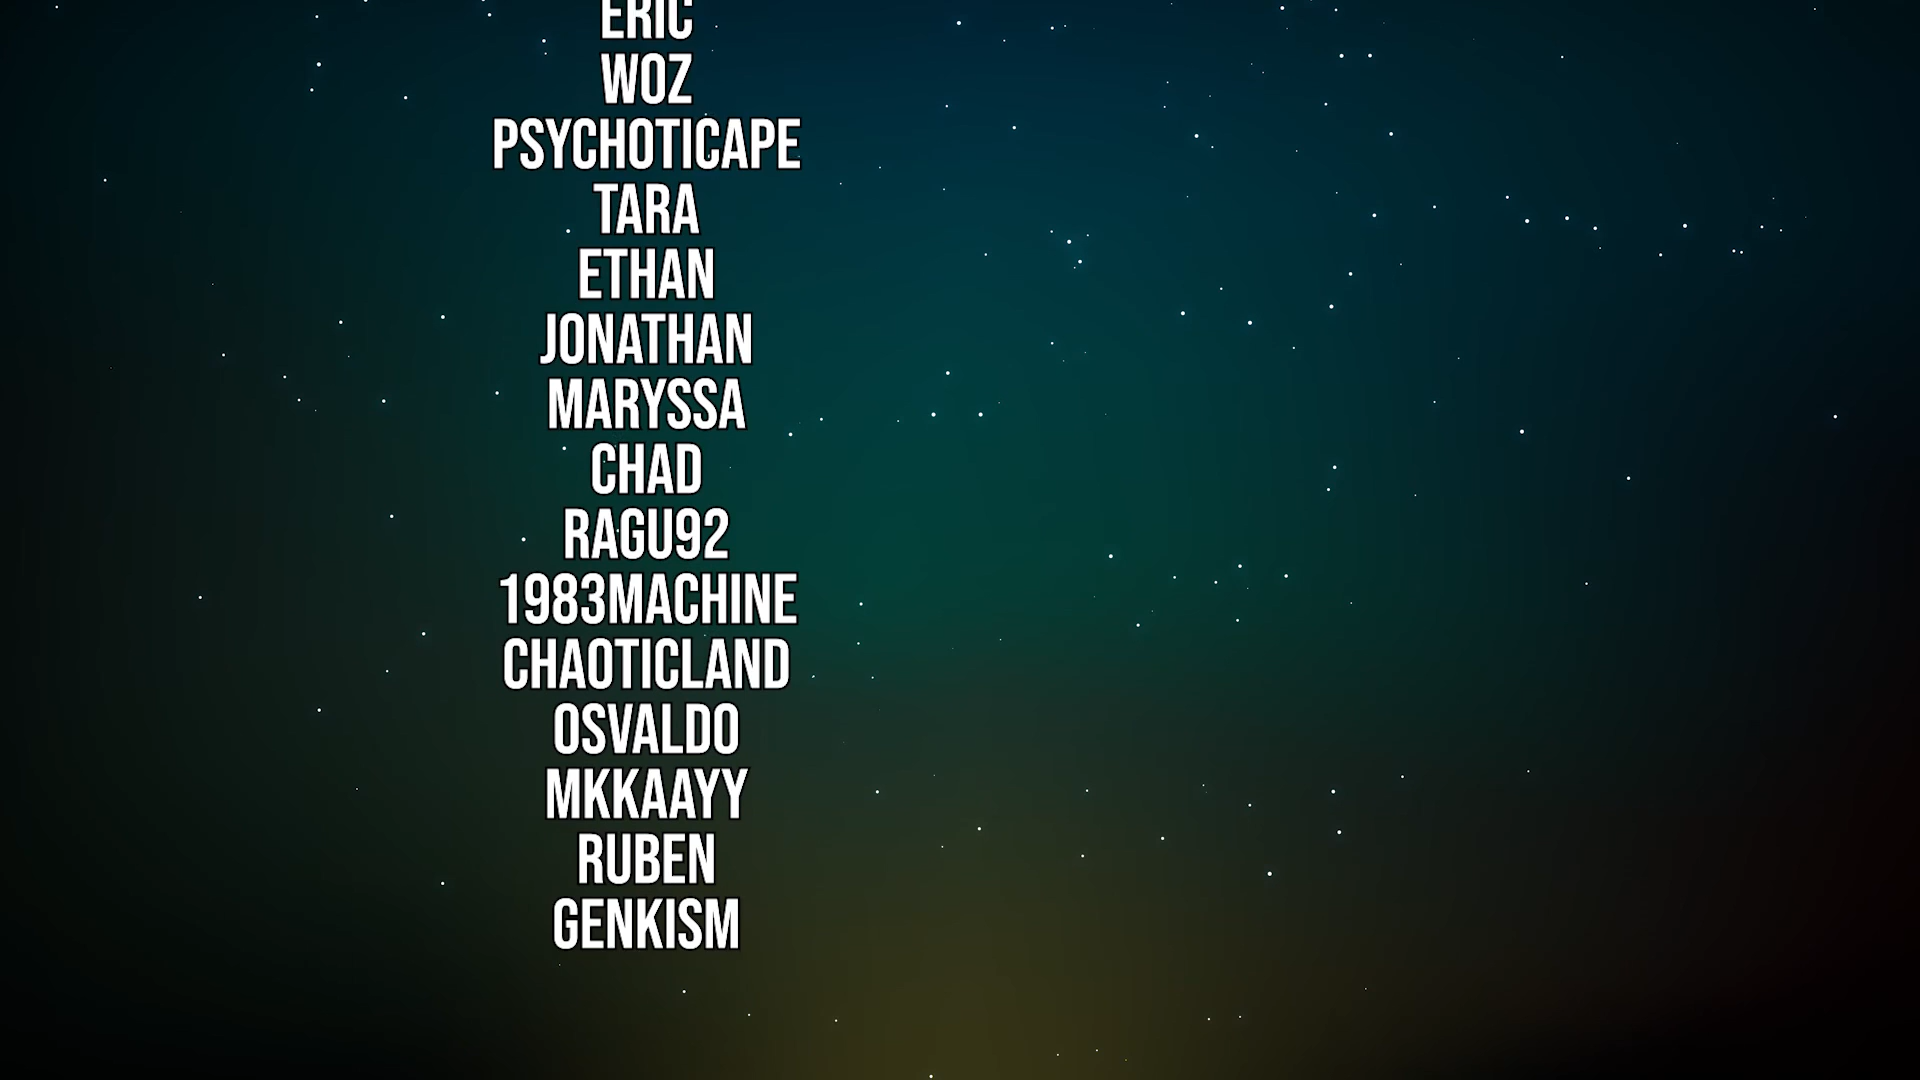 ERIC
WOZ
PSYCHOTICAPE
TARA
ETHAN
JONATHAN
MARYSSA
CHAD
RAGU92
1983MACHINE
CHAOTICLAND
OSVALDO
MKKAAYY
RUBEN
GENKISM